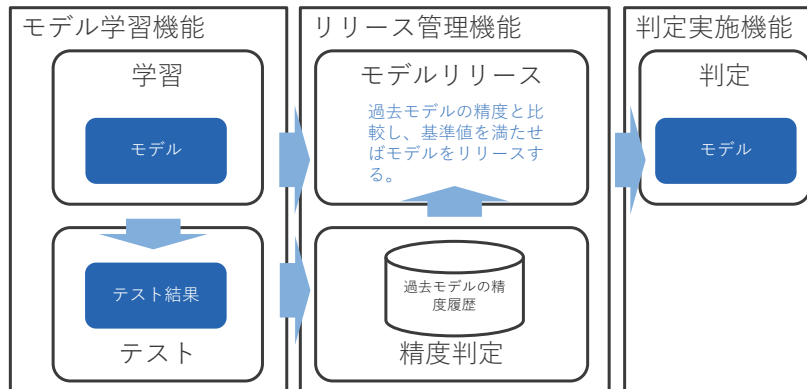 モデル学習機能
学習
モデル
テスト結果
テスト
リリース管理機能
モデルリリース
過去モデルの精度と比
較し、基準値を満たせ
ばモデルをリリースす
る。
過去モデルの精
度履歴
精度判定
判定実施機能
判定
モデル